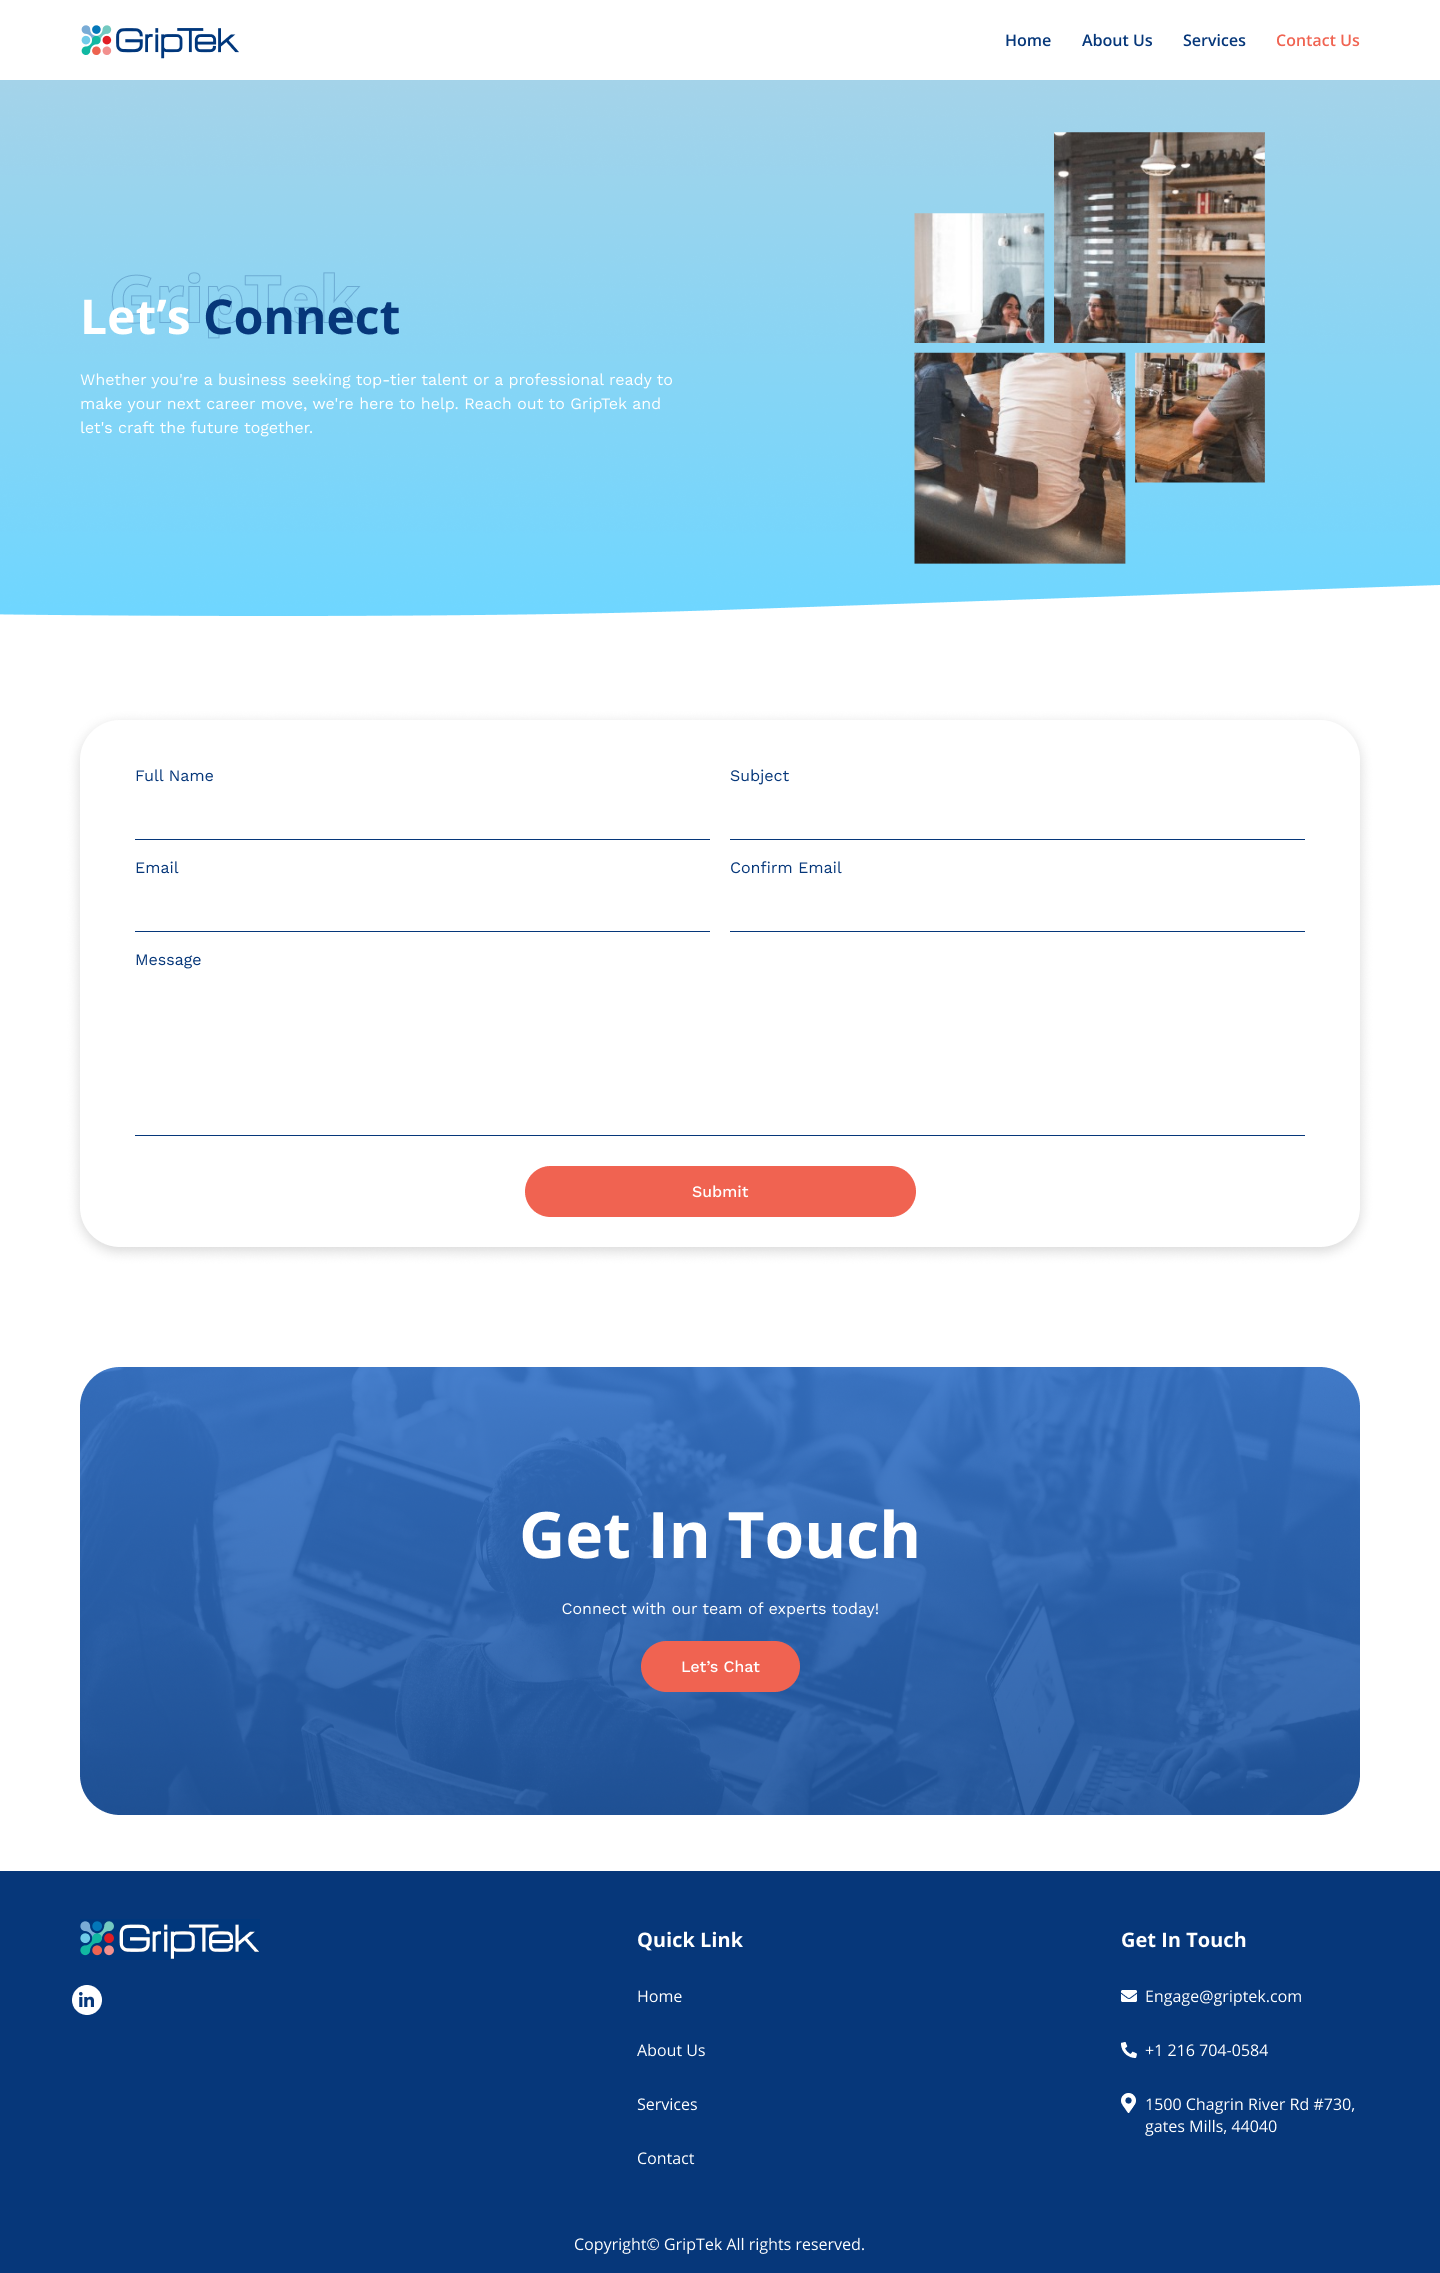 GripTek
Home
About Us
Services
Contact Us
GripTek
Let’s Connect
Whether you're a business seeking top-tier talent or a professional ready to
make your next career move, we're here to help. Reach out to GripTek and
let's craft the future together.
Full Name
Subject
Email
Confirm Email
Message
Submit
Get In Touch
Connect with our team of experts today!
Let’s Chat
GripTek
in
Quick Link
Home
About Us
Services
Contact
Get In Touch
Engage@griptek.com
+1 216 704-0584
1500 Chagrin River Rd #730,
gates Mills, 44040
Copyright© GripTek All rights reserved.